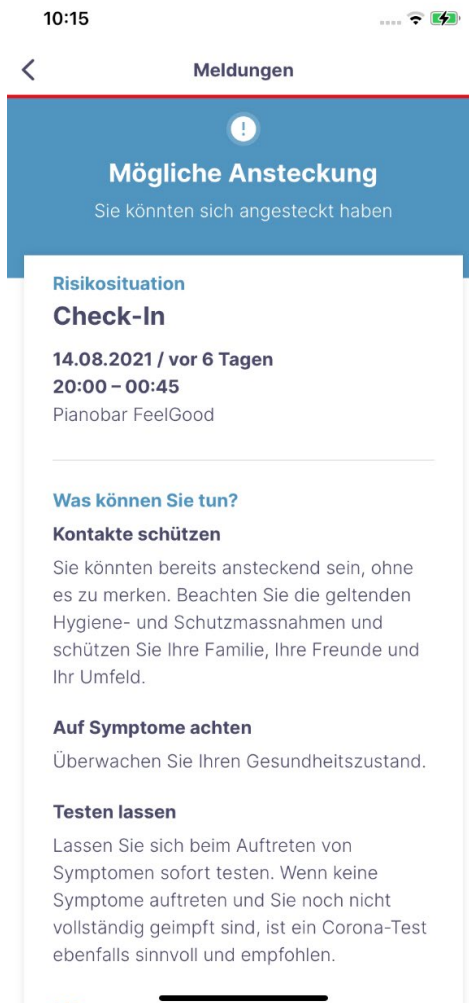 10:15
Meldungen
Mögliche Ansteckung
Sie könnten sich angesteckt haben
Risikosituation
Check-In
14.08.2021 / vor 6 Tagen
20:00 – 00:45
Pianobar FeelGood
Was können Sie tun?
Kontakte schützen
Sie könnten bereits ansteckend sein, ohne
es zu merken. Beachten Sie die geltenden
Hygiene- und Schutzmassnahmen und
schützen Sie Ihre Familie, Ihre Freunde und
Ihr Umfeld.
Auf Symptome achten
Überwachen Sie Ihren Gesundheitszustand.
Testen lassen
Lassen Sie sich beim Auftreten von
Symptomen sofort testen. Wenn keine
Symptome auftreten und Sie noch nicht
vollständig geimpft sind, ist ein Corona-Test
ebenfalls sinnvoll und empfohlen.